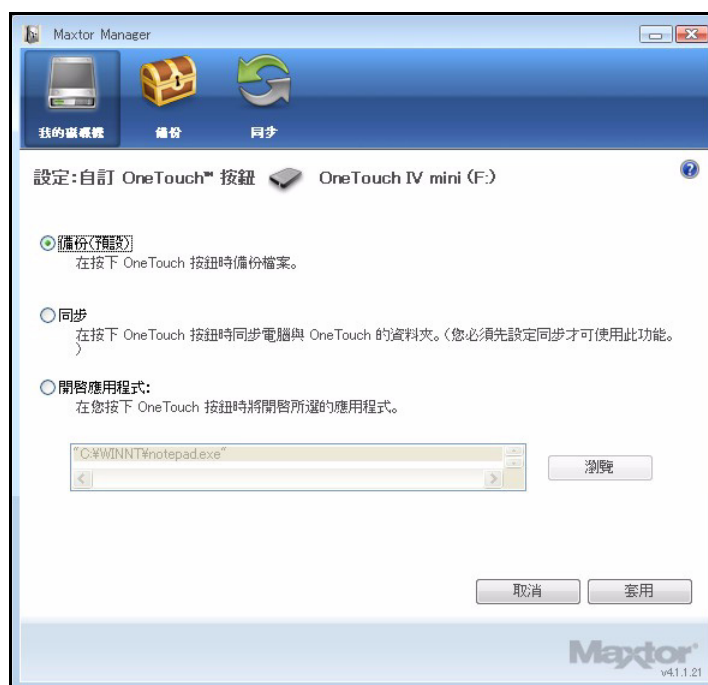 Maxtor Manager
我的磁碟機 備份 同步
設定:自訂 OneTouch™ 按鈕 OneTouch IV mini (F:)
備份(預設)
在按下 OneTouch 按鈕時備份檔案。
同步
在按下 OneTouch 按鈕時同步電腦與 OneTouch 的資料夾。(您必須先設定同步才可使用此功能。
)
開啟應用程式:
在您按下 OneTouch 按鈕時將開啟所選的應用程式。
"C:¥WINNT¥notepad.exe"
瀏覽
取消 套用
Maxtor
v4.1.1.21